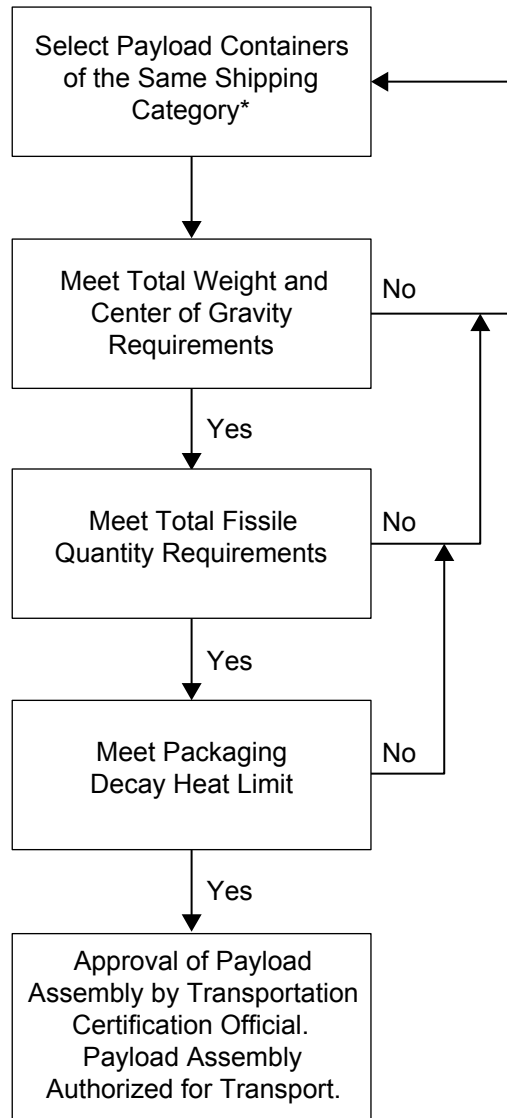 Select Payload Containers
of the Same Shipping
Category*
Meet Total Weight and
Center of Gravity
Requirements
No
Yes
Meet Total Fissile
Quantity Requirements
No
Yes
Meet Packaging
Decay Heat Limit
No
Yes
Approval of Payload
Assembly by Transportation
Certification Official.
Payload Assembly
Authorized for Transport.